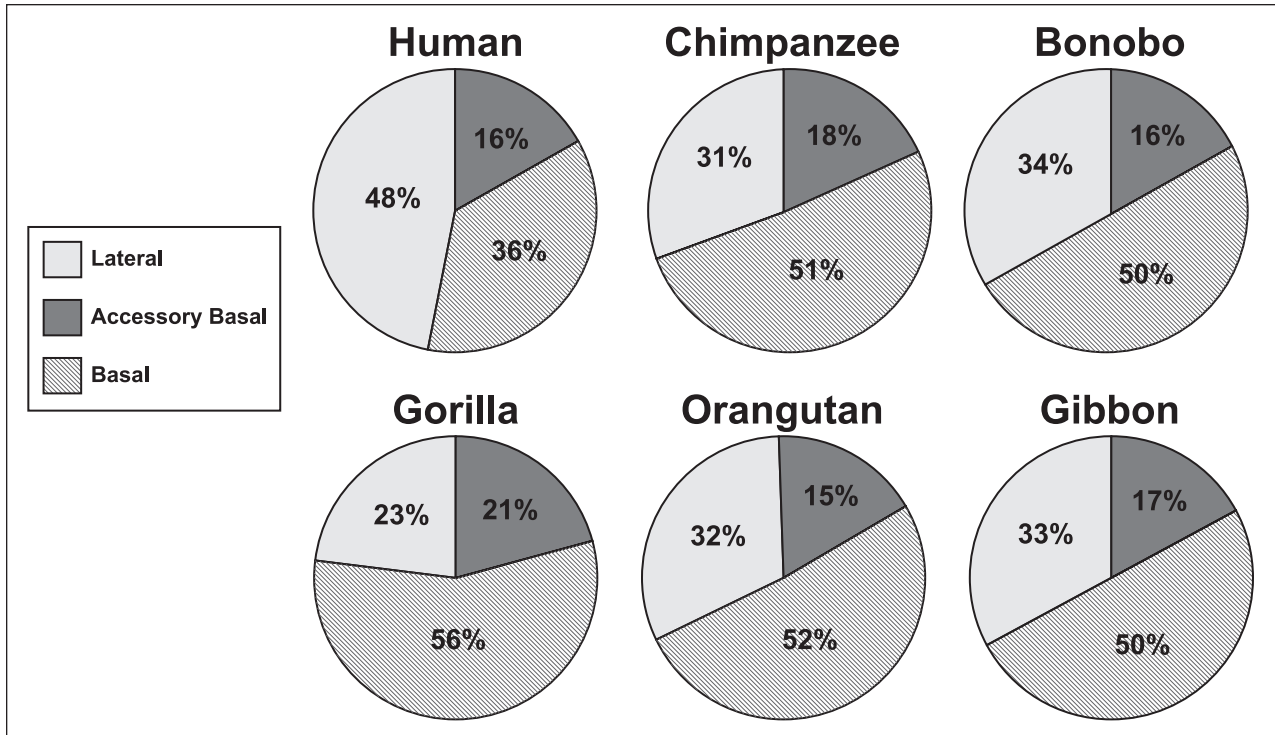 Human
Chimpanzee
Bonobo
16%
48%
36%
31%
18%
51%
34%
16%
50%
Lateral
Accessory Basal
Basal
Gorilla
Orangutan
Gibbon
23%
21%
56%
32%
15%
52%
33%
17%
50%